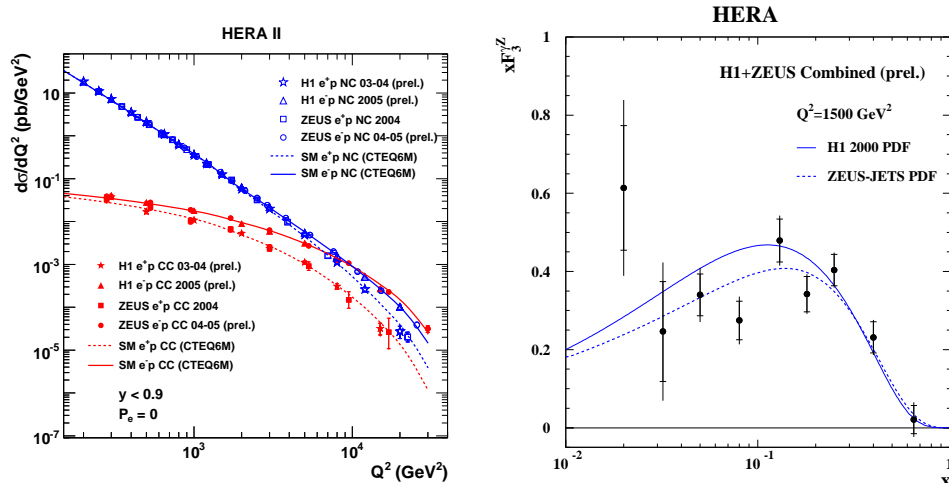 HERA II
dσ/dQ² (pb/GeV²)
10
10⁻¹
10⁻³
10⁻⁵
10⁻⁷
H1 e⁺p NC 03-04 (prel.)
H1 e⁻p NC 2005 (prel.)
ZEUS e⁺p NC 2004
ZEUS e⁻p NC 04-05 (prel.)
SM e⁺p NC (CTEQ6M)
SM e⁻p NC (CTEQ6M)
H1 e⁺p CC 03-04 (prel.)
H1 e⁻p CC 2005 (prel.)
ZEUS e⁺p CC 2004
ZEUS e⁻p CC 04-05 (prel.)
SM e⁺p CC (CTEQ6M)
SM e⁻p CC (CTEQ6M)
y < 0.9
Pₑ = 0
10³ 10⁴
Q² (GeV²)
HERA
xF₃^γZ
1
0.8
0.6
0.4
0.2
0
H1+ZEUS Combined (prel.)
Q²=1500 GeV²
H1 2000 PDF
ZEUS-JETS PDF
10⁻² 10⁻¹ 1